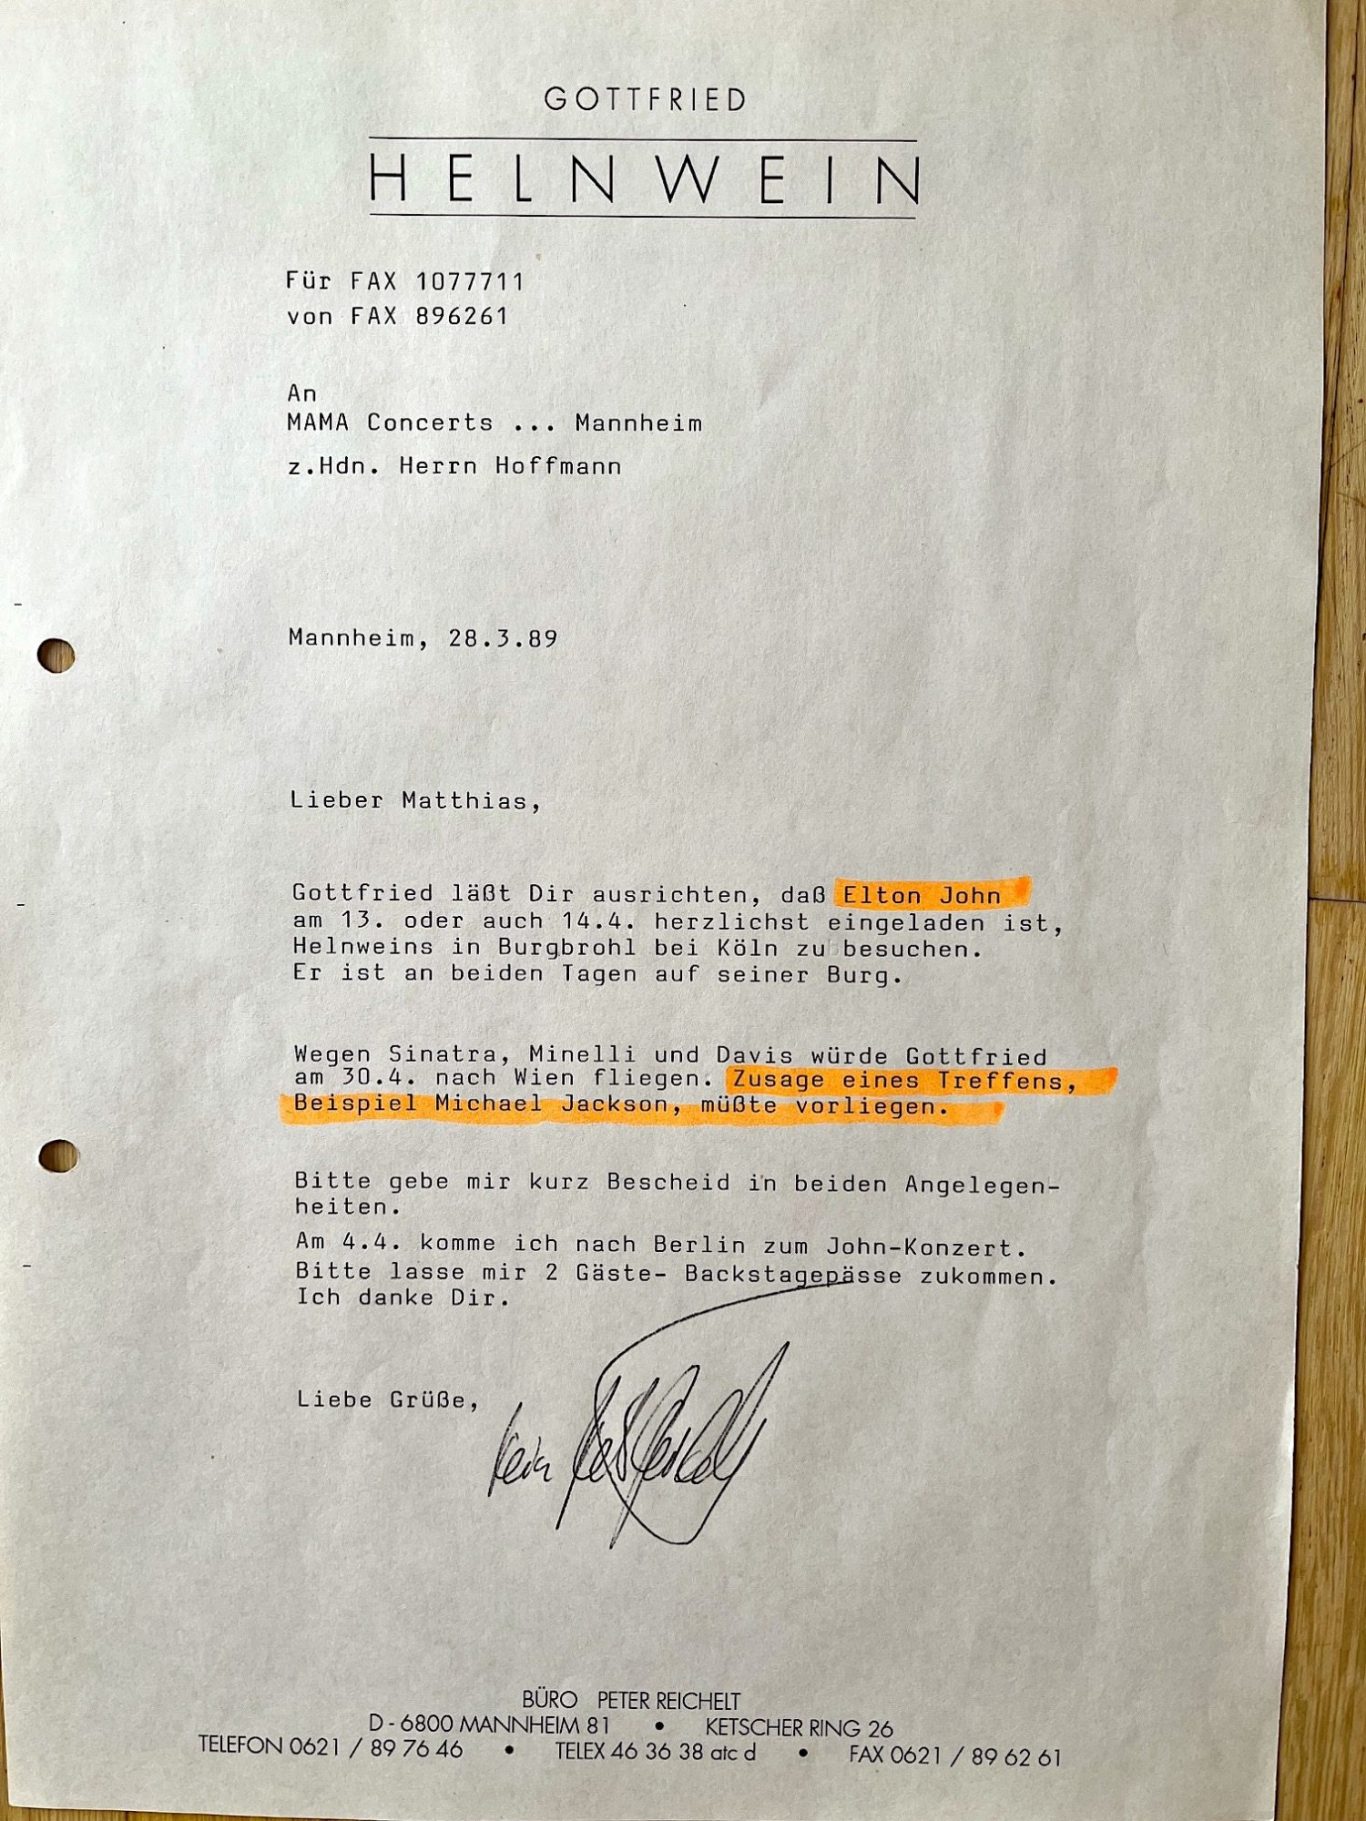 GOTTFRIED
HELNWEIN
Für FAX 1077711
von FAX 896261
An
MAMA Concerts ... Mannheim
z.Hdn. Herrn Hoffmann
Mannheim, 28.3.89
Lieber Matthias,
Gottfried läßt Dir ausrichten, daß Elton John
am 13. oder auch 14.4. herzlichst eingeladen ist,
Helnweins in Burgbrohl bei Köln zu besuchen.
Er ist an beiden Tagen auf seiner Burg.
Wegen Sinatra, Minelli und Davis würde Gottfried
am 30.4. nach Wien fliegen. Zusage eines Treffens,
Beispiel Michael Jackson, müßte vorliegen.
Bitte gebe mir kurz Bescheid in beiden Angelegen-
heiten.
Am 4.4. komme ich nach Berlin zum John-Konzert.
Bitte lasse mir 2 Gäste- Backstagepässe zukommen.
Ich danke Dir.
Liebe Grüße,
BÜRO PETER REICHELT
D - 6800 MANNHEIM 81 • KETSCHER RING 26
TELEFON 0621 / 89 76 46 • TELEX 46 36 38 atc d • FAX 0621 / 89 62 61